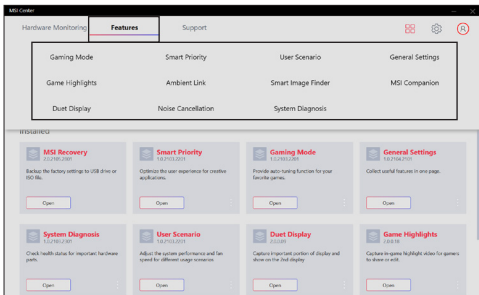 MSI Center
Hardware Monitoring Features Support
Gaming Mode Smart Priority User Scenario General Settings
Game Highlights Ambient Link Smart Image Finder MSI Companion
Duet Display Noise Cancellation System Diagnosis
Installed
MSI Recovery Smart Priority Gaming Mode General Settings
Backup the factory settings to USB drive or Optimize the user experience for creative Provide auto-tuning function for your Collect useful features in one page.
ISO file. applications. favorite games.
Open Open Open Open
System Diagnosis User Scenario Duet Display Game Highlights
Check health status for important hardware Adjust the system performance and fan Capture important portion of display and Capture in-game highlight video for gamers
parts. speed for different usage scenarios show on the 2nd display. to share or edit.
Open Open Open Open